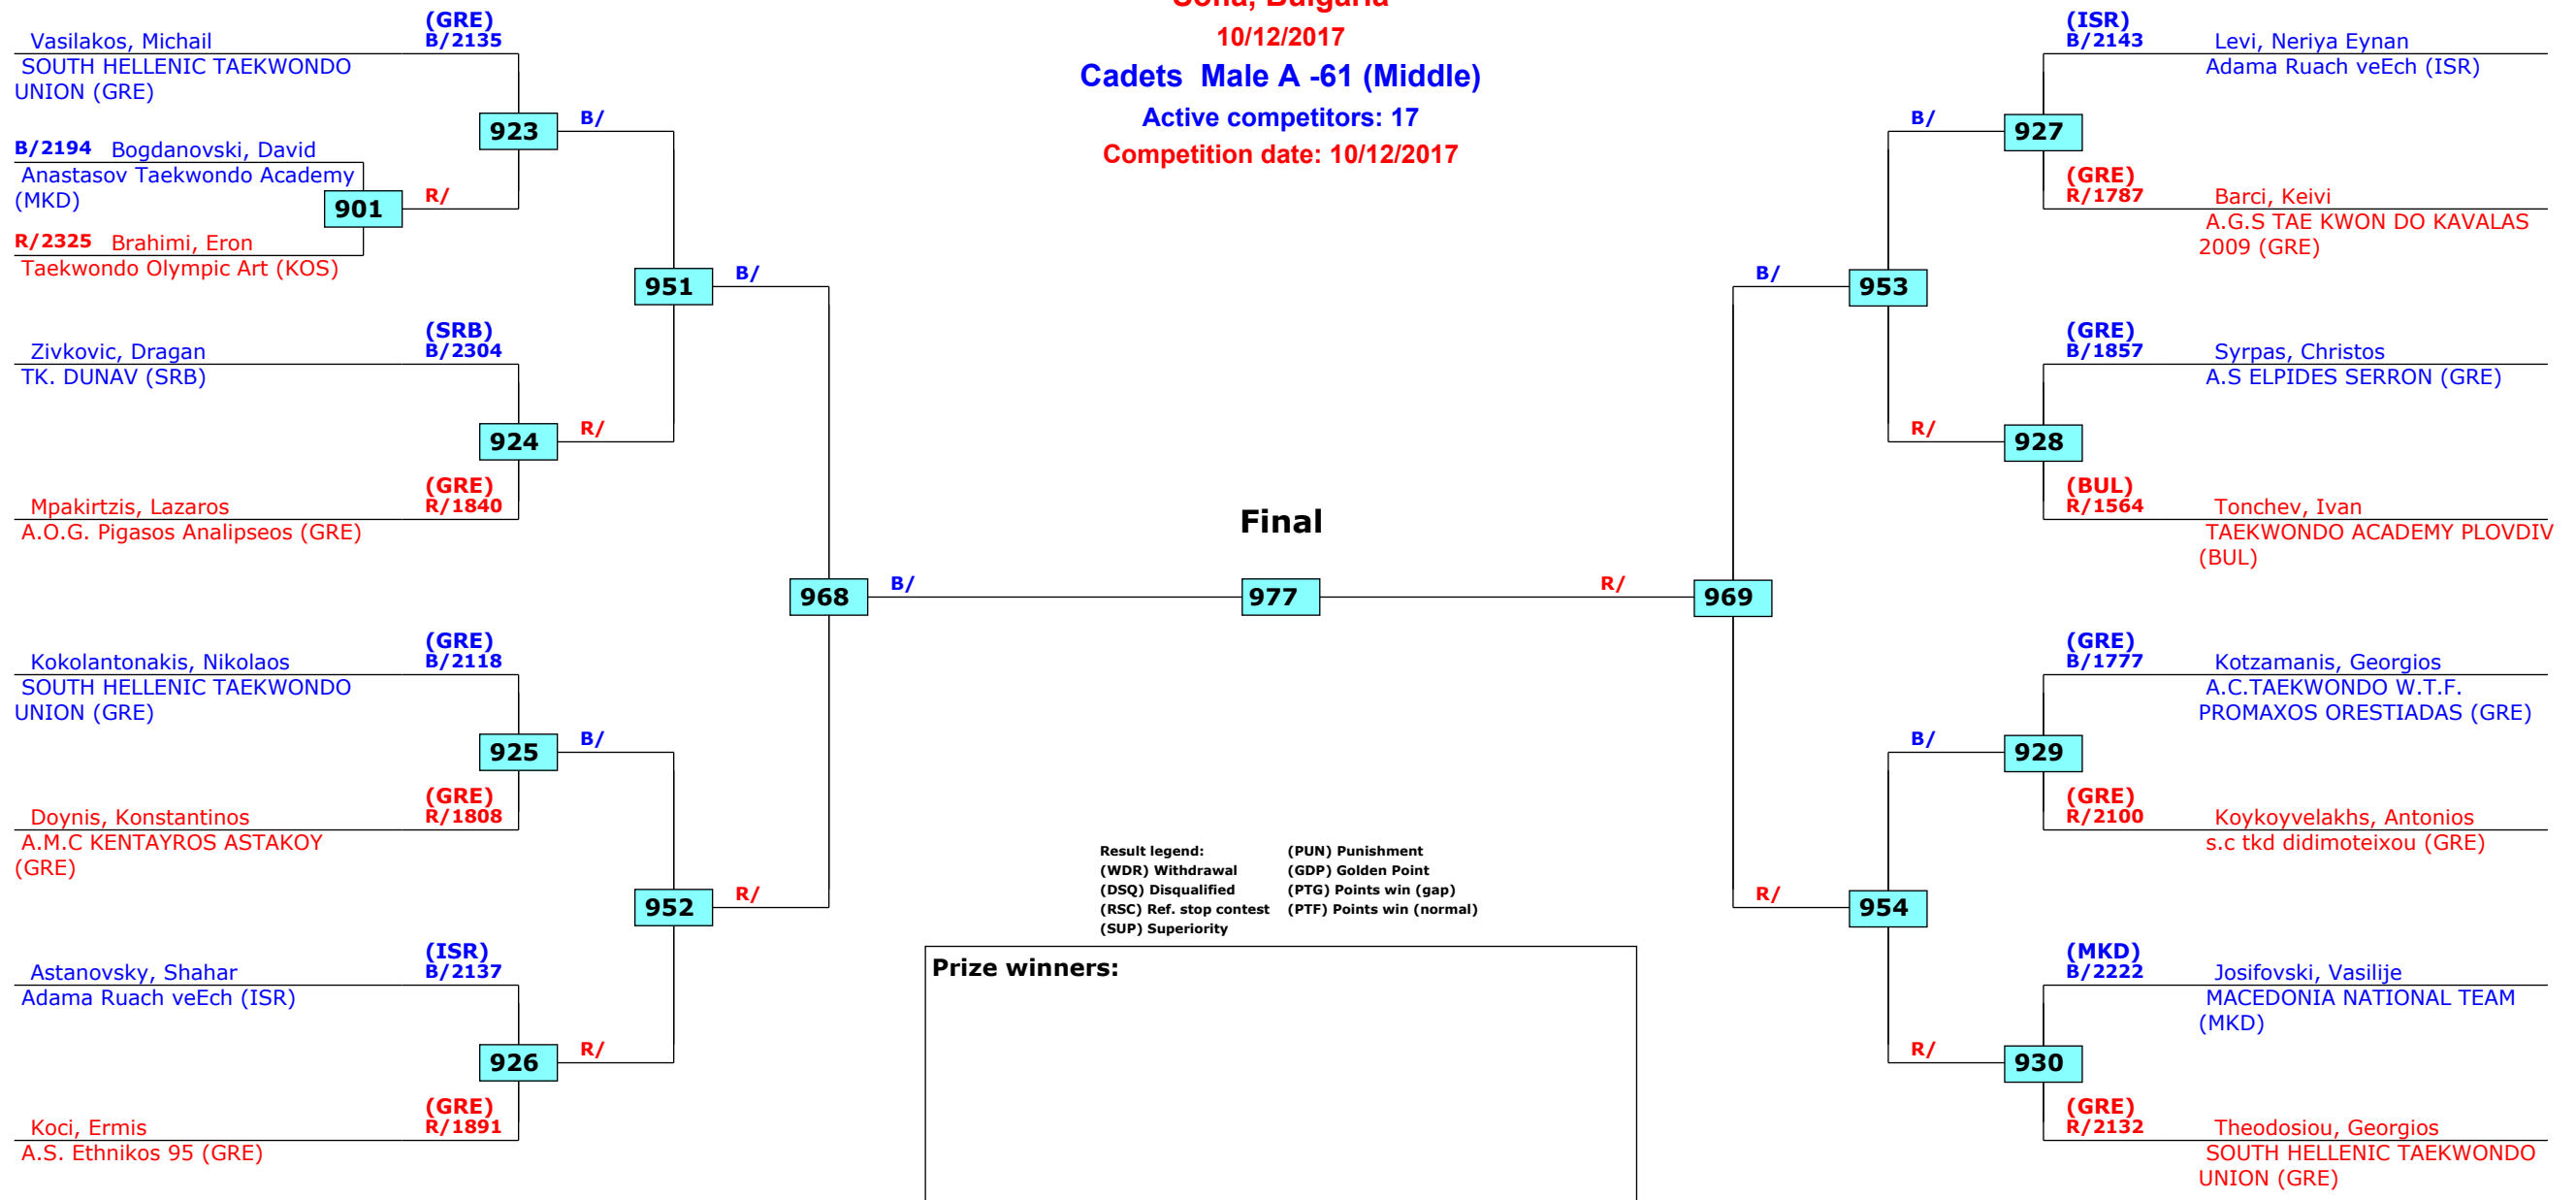 Sofia, Bulgaria
10/12/2017
Cadets Male A -61 (Middle)
Active competitors: 17
Competition date: 10/12/2017
(GRE)
Vasilakos, Michail B/2135
SOUTH HELLENIC TAEKWONDO
UNION (GRE)
923
B/
B/2194 Bogdanovski, David
Anastasov Taekwondo Academy
(MKD)
901
R/
R/2325 Brahimi, Eron
Taekwondo Olympic Art (KOS)
951
B/
(SRB)
Zivkovic, Dragan B/2304
TK. DUNAV (SRB)
924
R/
(GRE)
Mpakirtzis, Lazaros R/1840
A.O.G. Pigasos Analipseos (GRE)
968
B/
(GRE)
Kokolantonakis, Nikolaos B/2118
SOUTH HELLENIC TAEKWONDO
UNION (GRE)
925
B/
(GRE)
Doynis, Konstantinos R/1808
A.M.C KENTAYROS ASTAKOY
(GRE)
952
R/
(ISR)
Astanovsky, Shahar B/2137
Adama Ruach veEch (ISR)
926
R/
(GRE)
Koci, Ermis R/1891
A.S. Ethnikos 95 (GRE)
Final
977
R/
969
(ISR)
B/2143 Levi, Neriya Eynan
Adama Ruach veEch (ISR)
B/
927
(GRE)
R/1787 Barci, Keivi
A.G.S TAE KWON DO KAVALAS
2009 (GRE)
B/
953
(GRE)
B/1857 Syrpas, Christos
A.S ELPIDES SERRON (GRE)
R/
928
(BUL)
R/1564 Tonchev, Ivan
TAEKWONDO ACADEMY PLOVDIV
(BUL)
(GRE)
B/1777 Kotzamanis, Georgios
A.C.TAEKWONDO W.T.F.
PROMAXOS ORESTIADAS (GRE)
B/
929
(GRE)
R/2100 Koykoyvelakhs, Antonios
s.c tkd didimoteixou (GRE)
R/
954
(MKD)
B/2222 Josifovski, Vasilije
MACEDONIA NATIONAL TEAM
(MKD)
R/
930
(GRE)
R/2132 Theodosiou, Georgios
SOUTH HELLENIC TAEKWONDO
UNION (GRE)
Result legend: (PUN) Punishment
(WDR) Withdrawal (GDP) Golden Point
(DSQ) Disqualified (PTG) Points win (gap)
(RSC) Ref. stop contest (PTF) Points win (normal)
(SUP) Superiority
Prize winners: